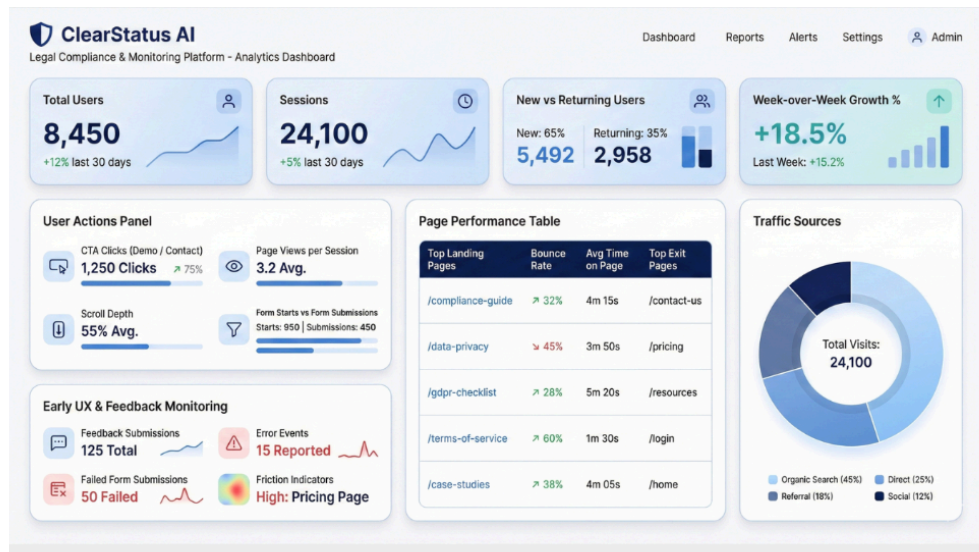 ClearStatus AI
Legal Compliance & Monitoring Platform - Analytics Dashboard
Dashboard
Reports
Alerts
Settings
Admin
Total Users
8,450
+12% last 30 days
Sessions
24,100
+5% last 30 days
New vs Returning Users
New: 65%
5,492
Returning: 35%
2,958
Week-over-Week Growth %
+18.5%
Last Week: +15.2%
User Actions Panel
CTA Clicks (Demo / Contact)
1,250 Clicks
↗ 75%
Page Views per Session
3.2 Avg.
Scroll Depth
55% Avg.
Form Starts vs Form Submissions
Starts: 950 | Submissions: 450
Early UX & Feedback Monitoring
Feedback Submissions
125 Total
Error Events
15 Reported
Failed Form Submissions
50 Failed
Friction Indicators
High: Pricing Page
Page Performance Table
Top Landing Pages
Bounce Rate
Avg Time on Page
Top Exit Pages
/compliance-guide ↗ 32% 4m 15s /contact-us
/data-privacy ↘ 45% 3m 50s /pricing
/gdpr-checklist ↗ 28% 5m 20s /resources
/terms-of-service ↗ 60% 1m 30s /login
/case-studies ↗ 38% 4m 05s /home
Traffic Sources
Total Visits:
24,100
Organic Search (45%)
Direct (25%)
Referral (18%)
Social (12%)